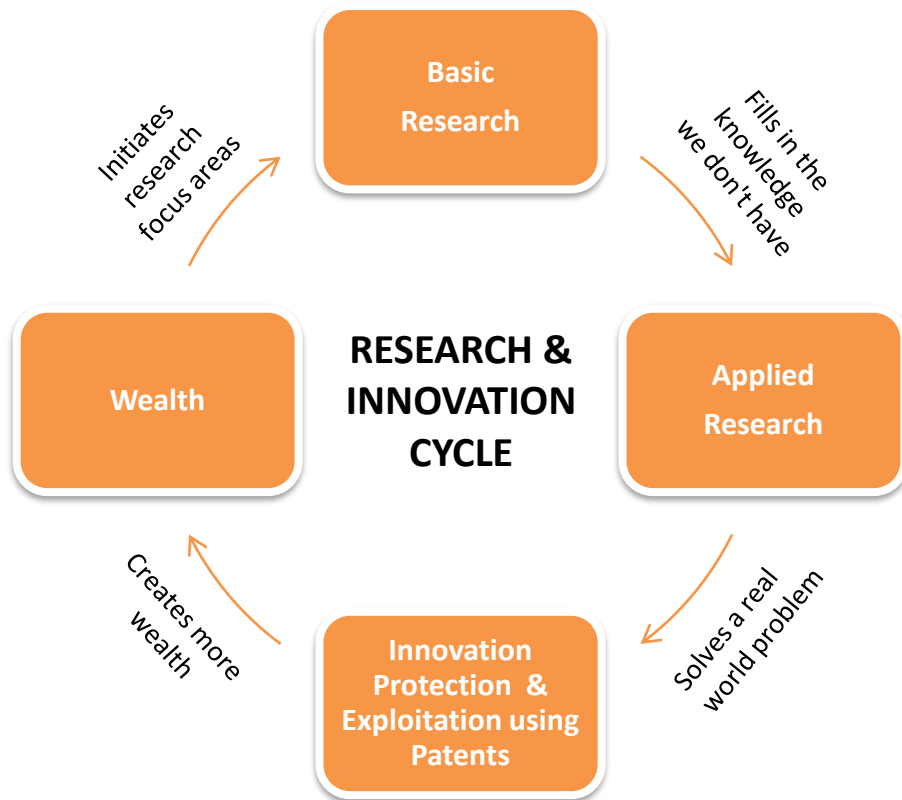 Basic
Research
Fills in the
knowledge
we don't have
Applied
Research
Solves a real
world problem
Innovation
Protection & 
Exploitation using
Patents
Creates more
wealth
Wealth
Initiates
research
focus areas
RESEARCH &
INNOVATION
CYCLE